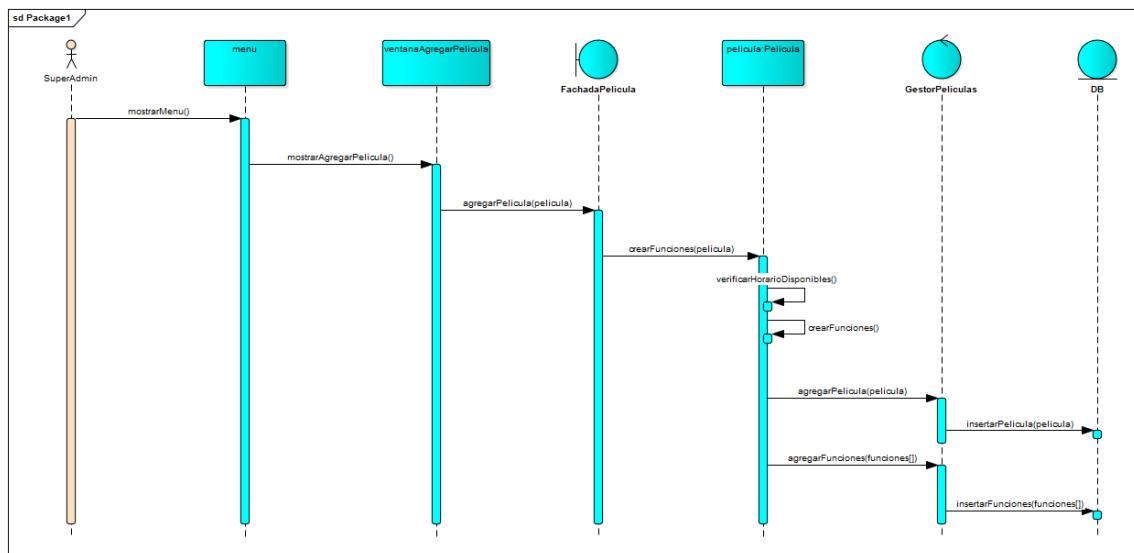 sd Package1
SuperAdmin
menu
ventanaAgregarPelicula
FachadaPelicula
pelicula:Pelicula
GestorPeliculas
DB
mostrarMenu()
mostrarAgregarPelicula()
agregarPelicula(pelicula)
crearFunciones(pelicula)
verificarHorarioDisponibles()
crearFunciones()
agregarPelicula(pelicula)
insertarPelicula(pelicula)
agregarFunciones(funciones[])
insertarFunciones(funciones[])